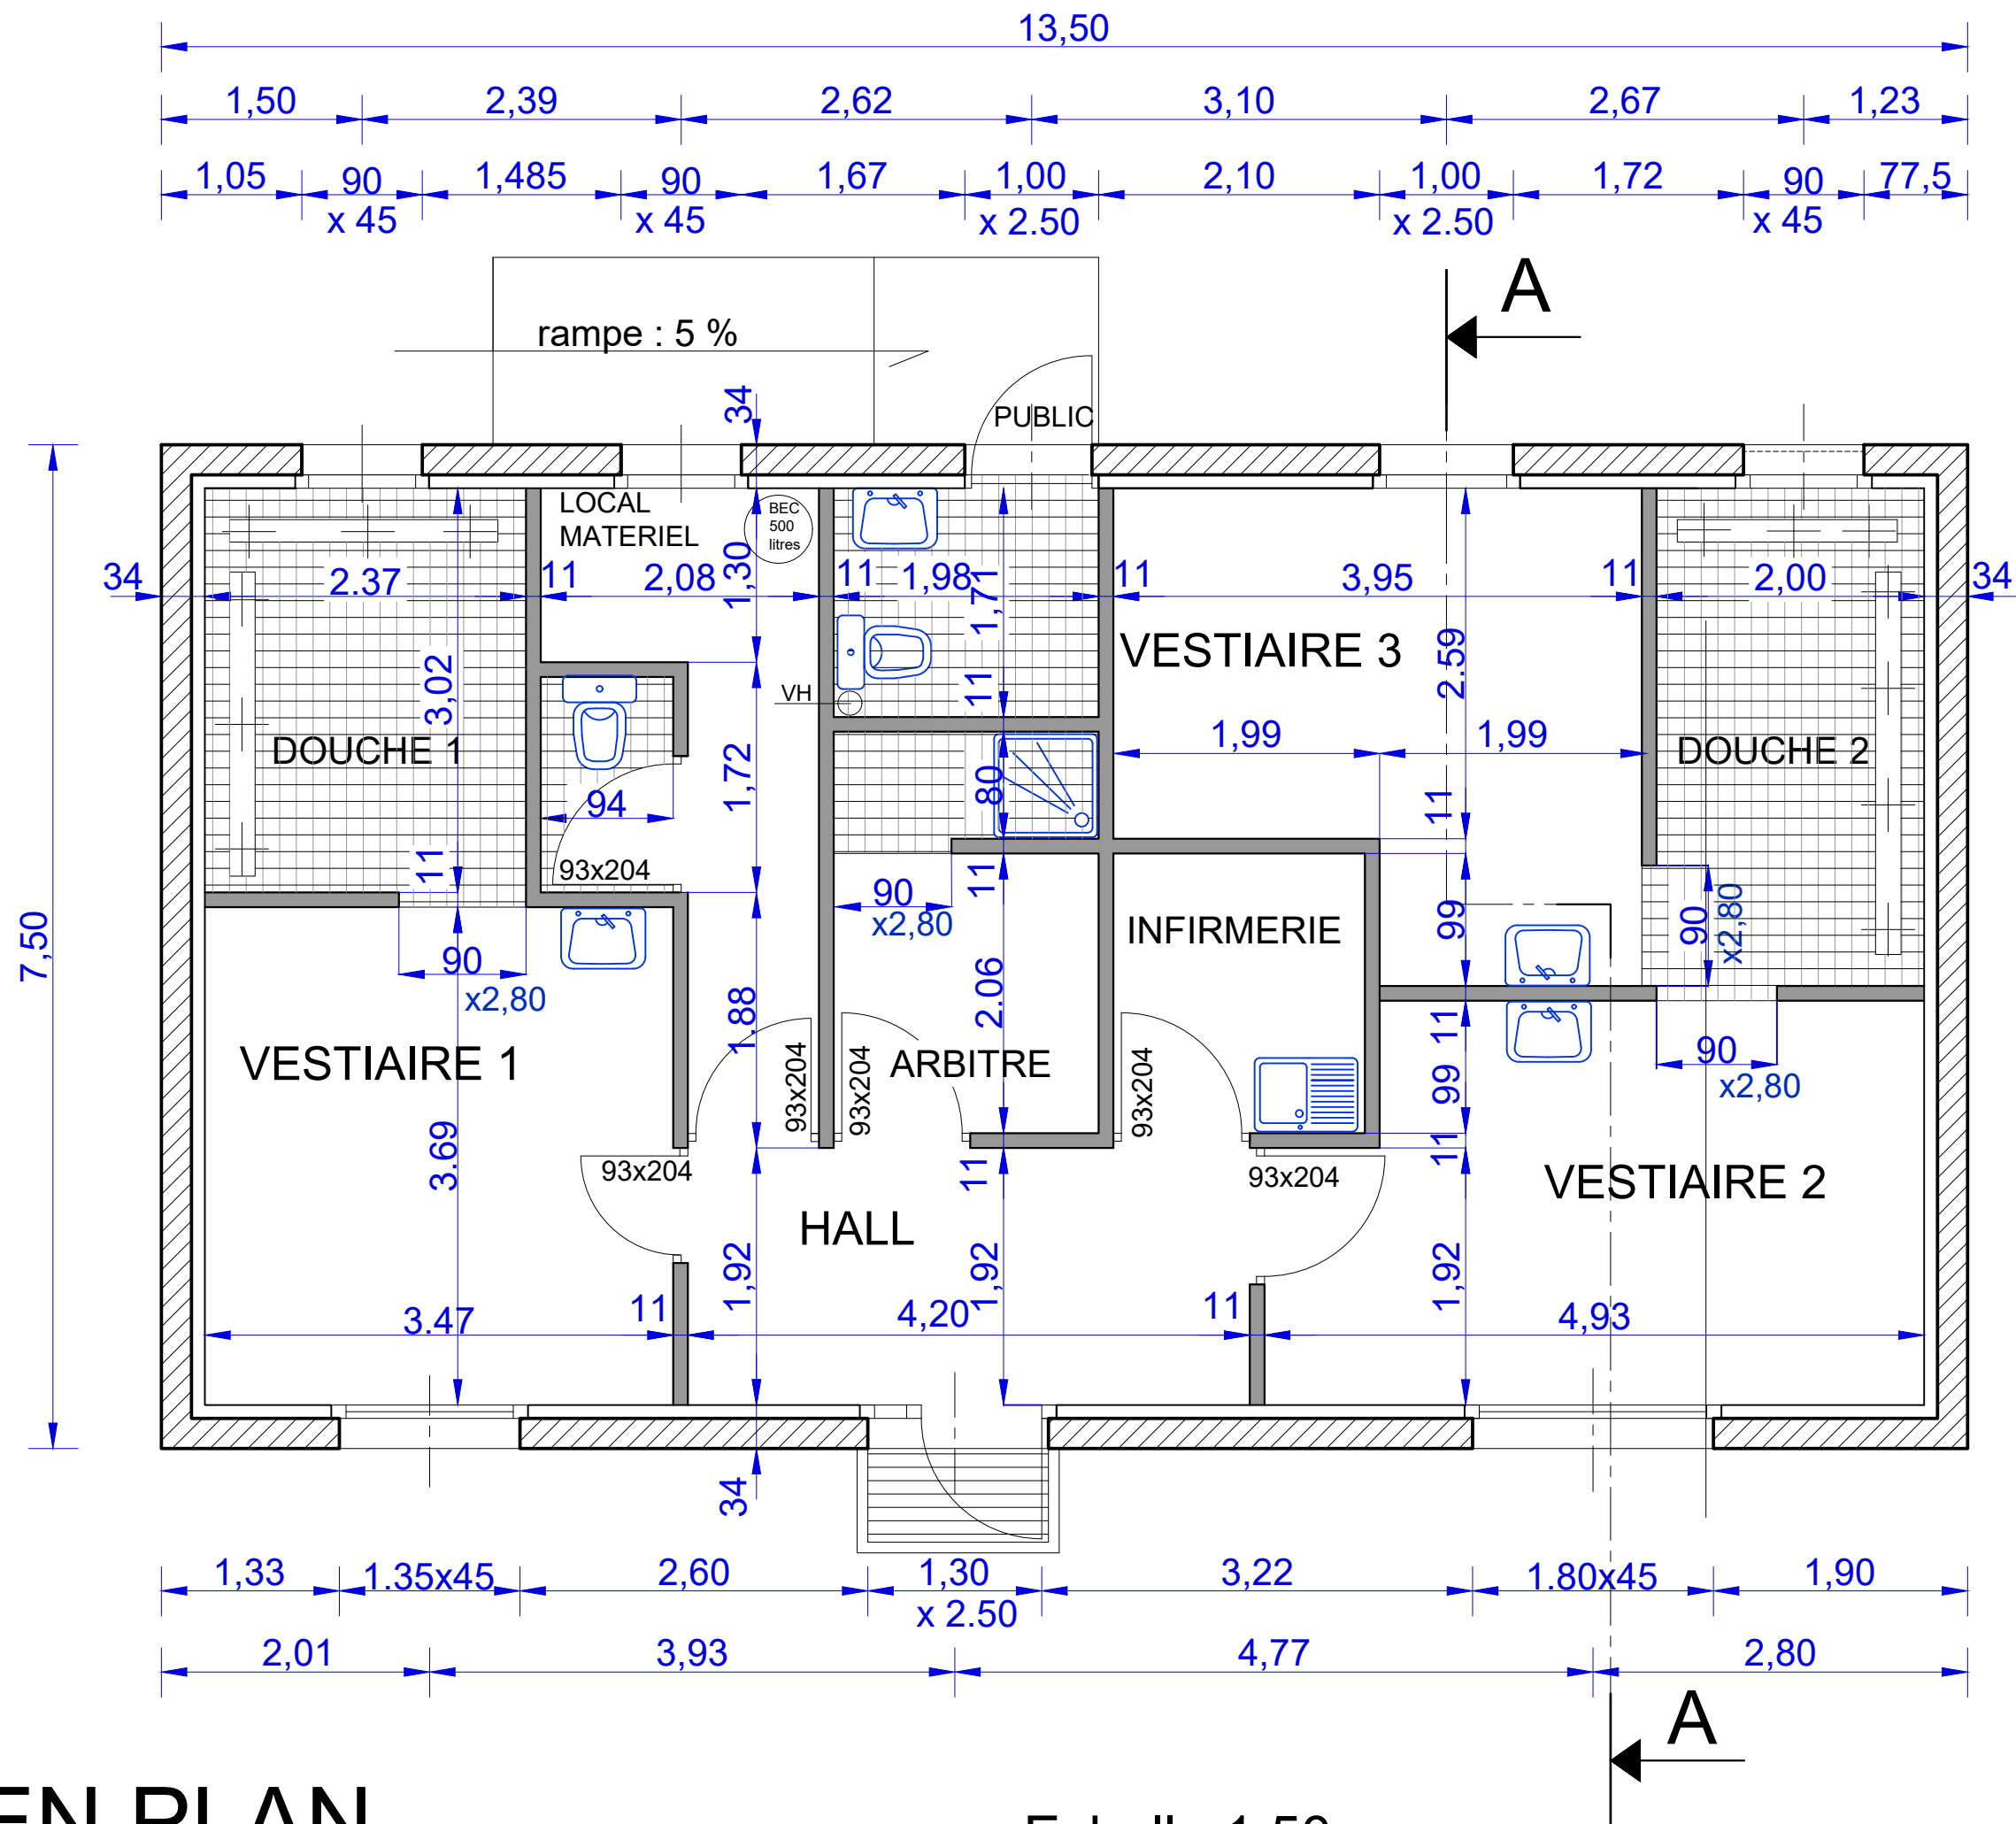 13,50
1,50 2,39 2,62 3,10 2,67 1,23
1,05 90 1,485 90 1,67 1,00 2,10 1,00 1,72 90 77,5
x 45 x 45 x 2.50 x 2.50 x 45
A
rampe : 5 %
34
PUBLIC
LOCAL
MATERIEL
BEC
500
litres
34 2.37 11 2,08 1,30 11 1,98 1,71 11 3,95 11 2,00 34
VESTIAIRE 3
3,02
2.59
VH
11
DOUCHE 1
1,72
80
1,99 1,99
DOUCHE 2
94
11
11
93x204
11
90
x2,80
INFIRMERIE
99
90
x2,80
7,50
90
x2,80
1,88
2.06
11
VESTIAIRE 1
93x204
93x204
ARBITRE
93x204
99
90
x2,80
3.69
93x204
11
93x204
11
VESTIAIRE 2
HALL
1,92
1,92
1,92
3.47 11 4,20 11 4,93
34
1,33 1.35x45 2,60 1,30 3,22 1.80x45 1,90
x 2.50
2,01 3,93 4,77 2,80
A
EN PLAN